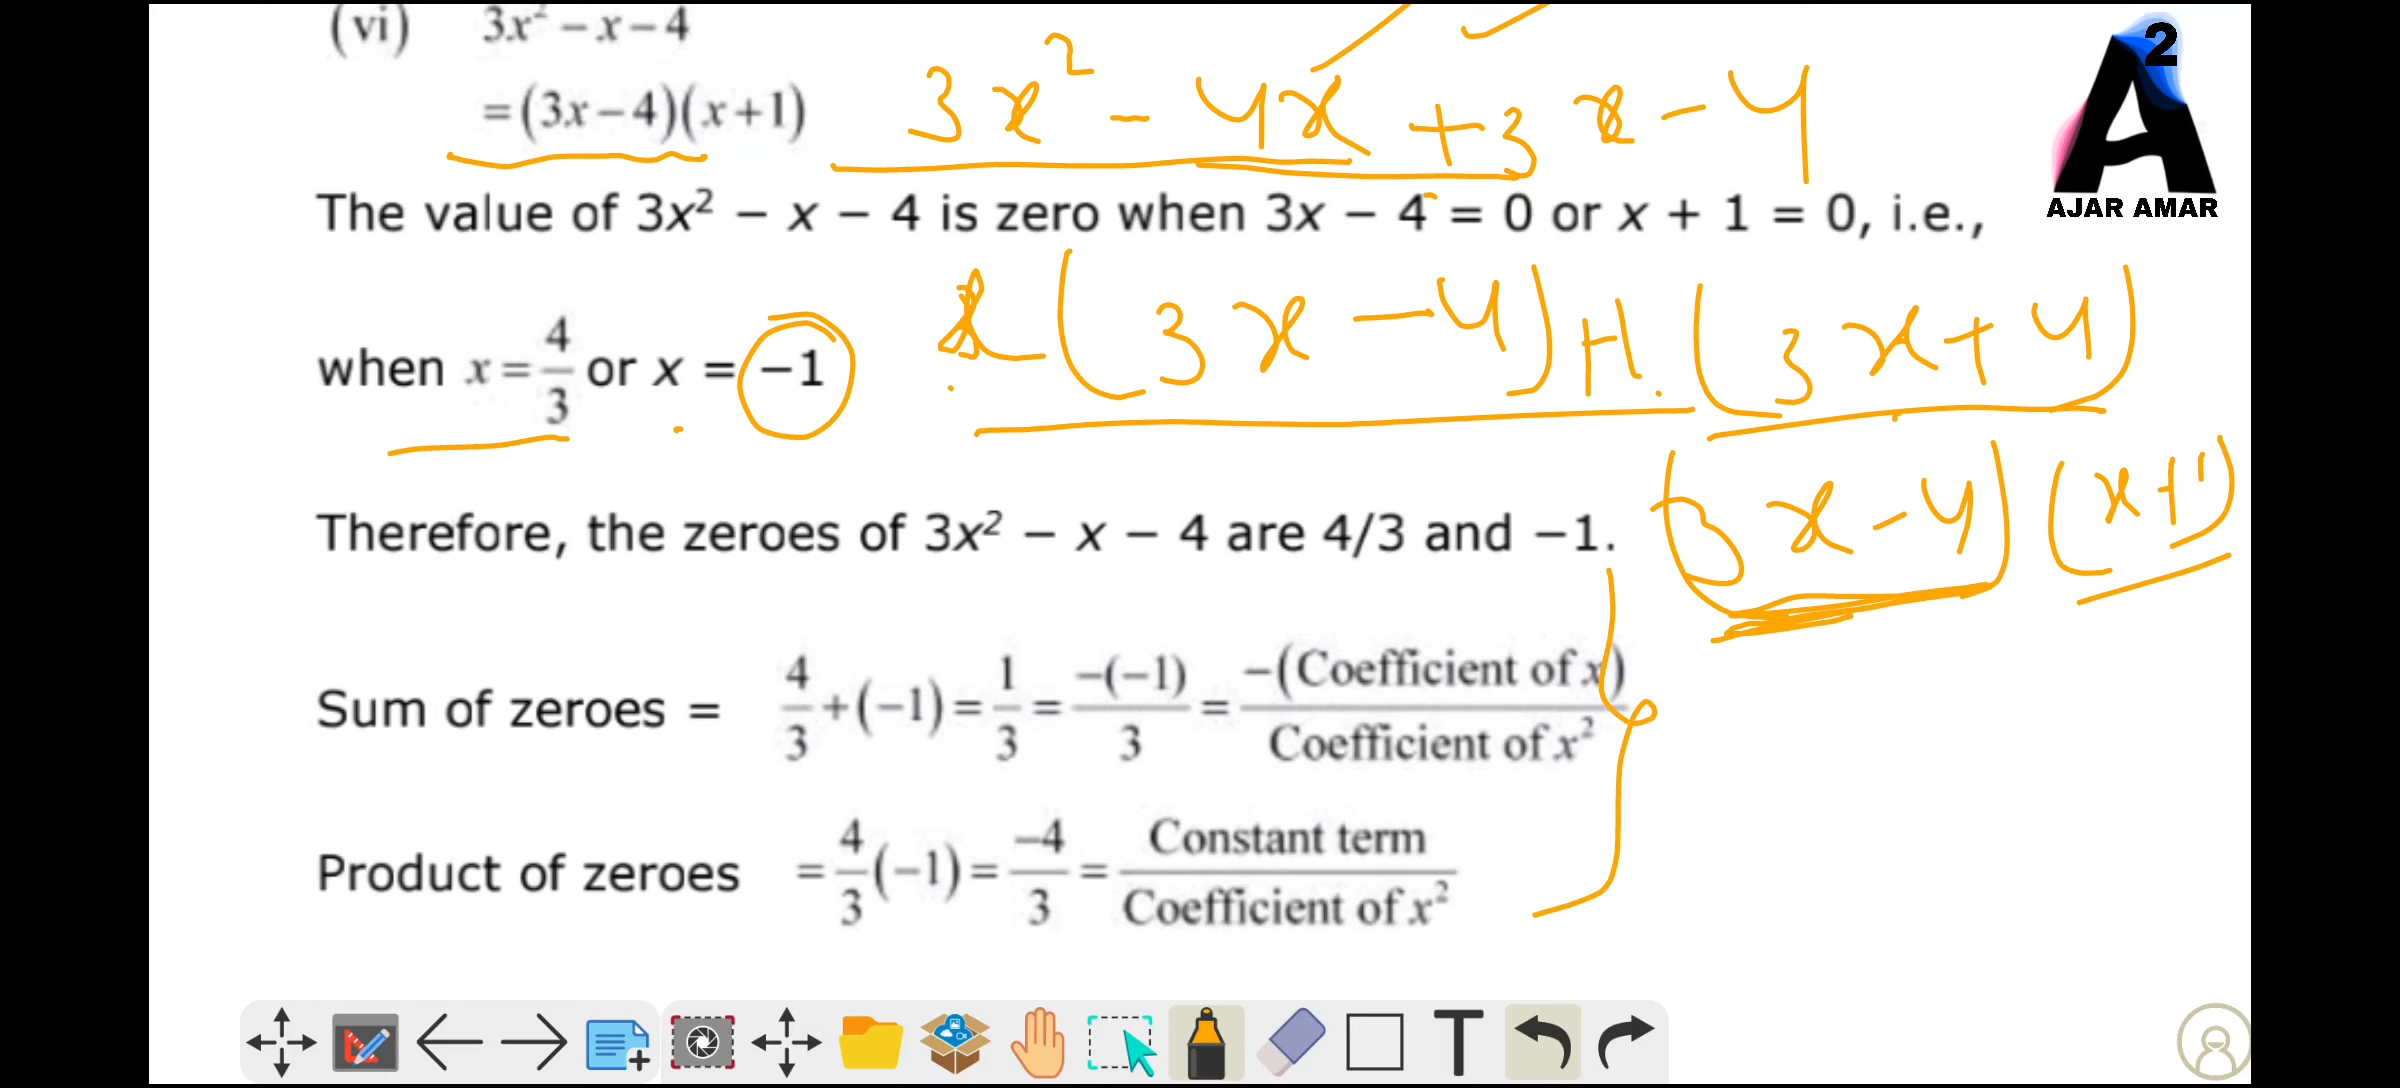 (vi) 3x² − x − 4
= (3x − 4)(x + 1)
3x² − 4x + 3x − 4
2
AJAR AMAR
The value of 3x² − x − 4 is zero when 3x − 4 = 0 or x + 1 = 0, i.e.,
when x = 4/3 or x = −1
x (3x − 4) +1 (3x + 4)
Therefore, the zeroes of 3x² − x − 4 are 4/3 and −1.
(3x − 4) (x + 1)
Sum of zeroes = 4/3 + (−1) = 1/3 = −(−1)/3 = −(Coefficient of x)/Coefficient of x²
Product of zeroes = 4/3 (−1) = −4/3 = Constant term/Coefficient of x²
T